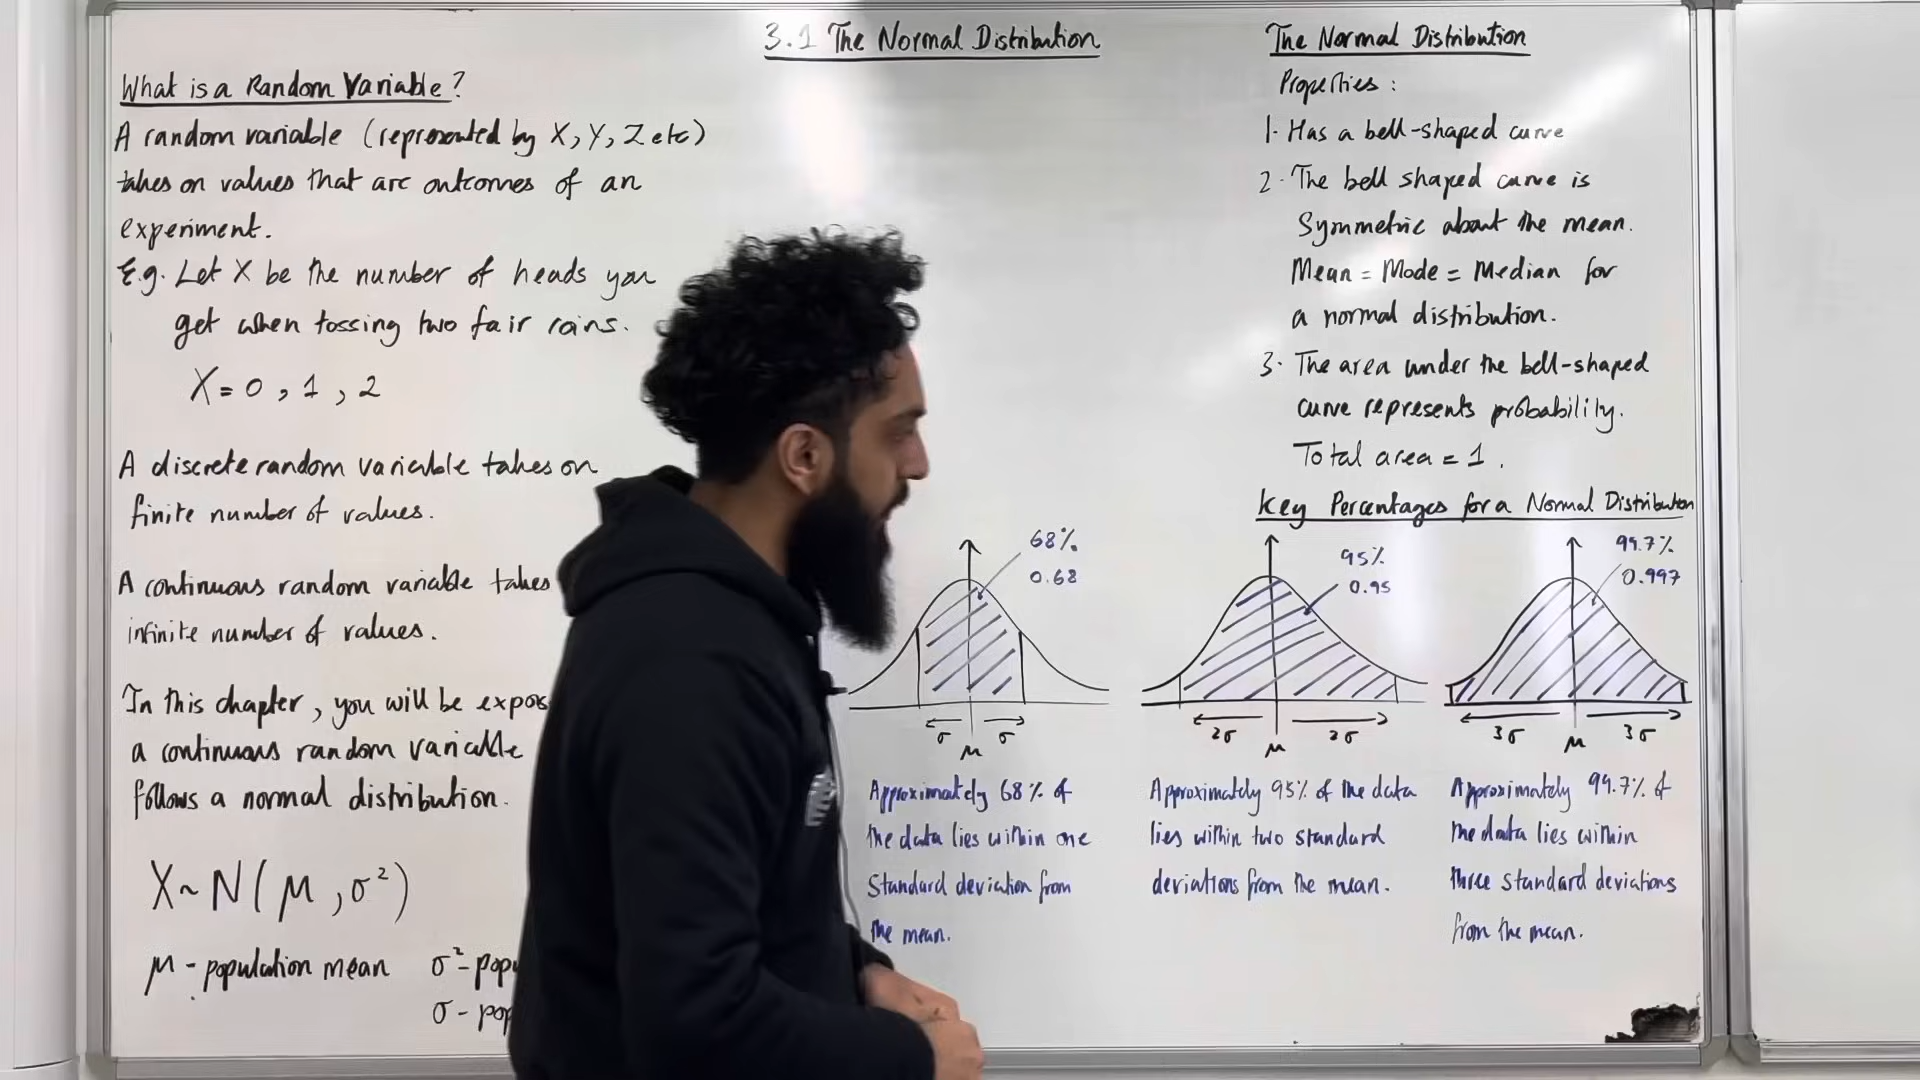 3.1 The Normal Distribution
What is a Random Variable?
A random variable (represented by X, Y, Z etc)
takes on values that are outcomes of an
experiment.
E.g. Let X be the number of heads you
get when tossing two fair coins.
X = 0, 1, 2
A discrete random variable takes on
finite number of values.
A continuous random variable takes
infinite number of values.
In this chapter, you will be expos
a continuous random variable
follows a normal distribution.
X ~ N(μ, σ²)
μ - population mean σ² - popu
σ - pop
The Normal Distribution
Properties:
1. Has a bell-shaped curve
2. The bell shaped curve is
Symmetric about the mean.
Mean = Mode = Median for
a normal distribution.
3. The area under the bell-shaped
curve represents probability.
Total area = 1.
Key Percentages for a Normal Distribution
68%
0.68
σ μ σ
Approximately 68% of
the data lies within one
Standard deviation from
the mean.
95%
0.95
2σ μ 2σ
Approximately 95% of the data
lies within two standard
deviations from the mean.
99.7%
0.997
3σ μ 3σ
Approximately 99.7% of
the data lies within
three standard deviations
from the mean.